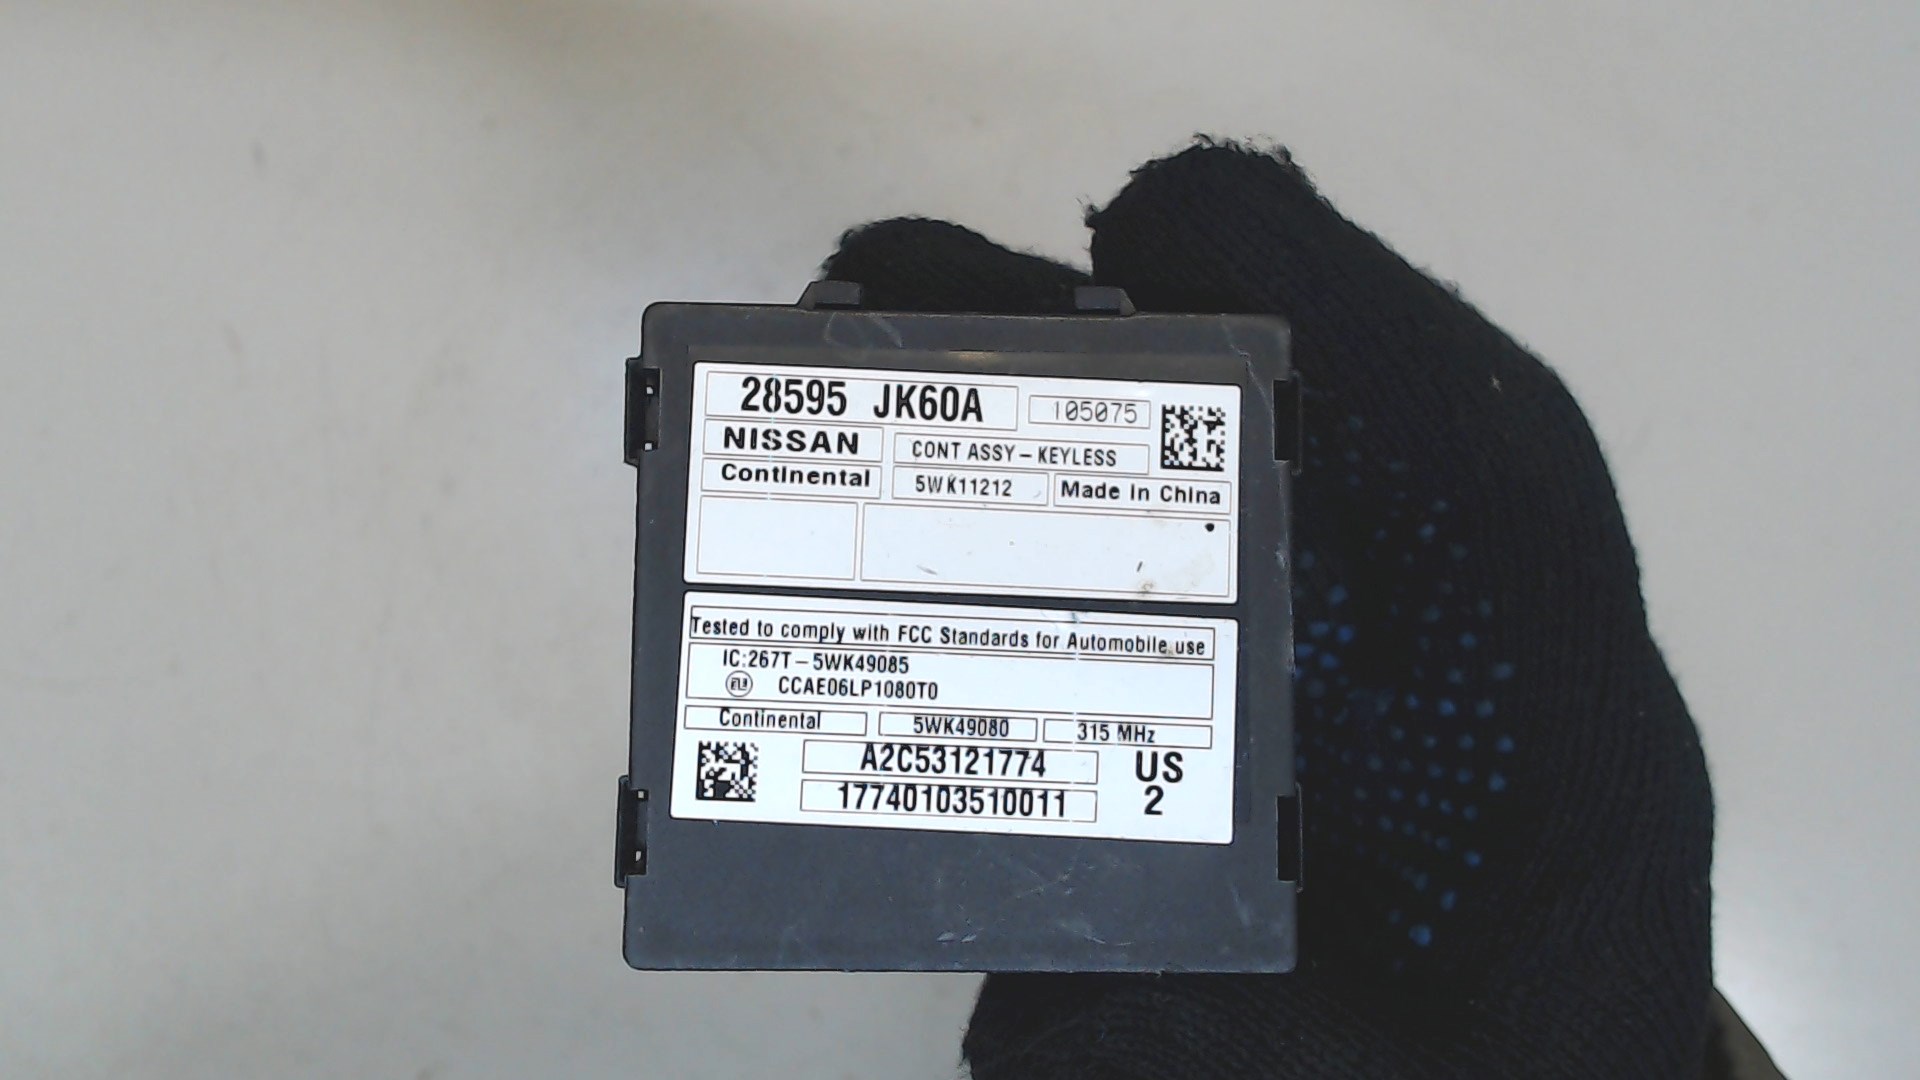 28595 JK60A 105075
NISSAN CONT ASSY – KEYLESS
Continental 5WK11212 Made in China
Tested to comply with FCC Standards for Automobile use
IC:267T – 5WK49085
CCAE06LP1080T0
Continental 5WK49080 315 MHz
A2C53121774 US
17740103510011 2